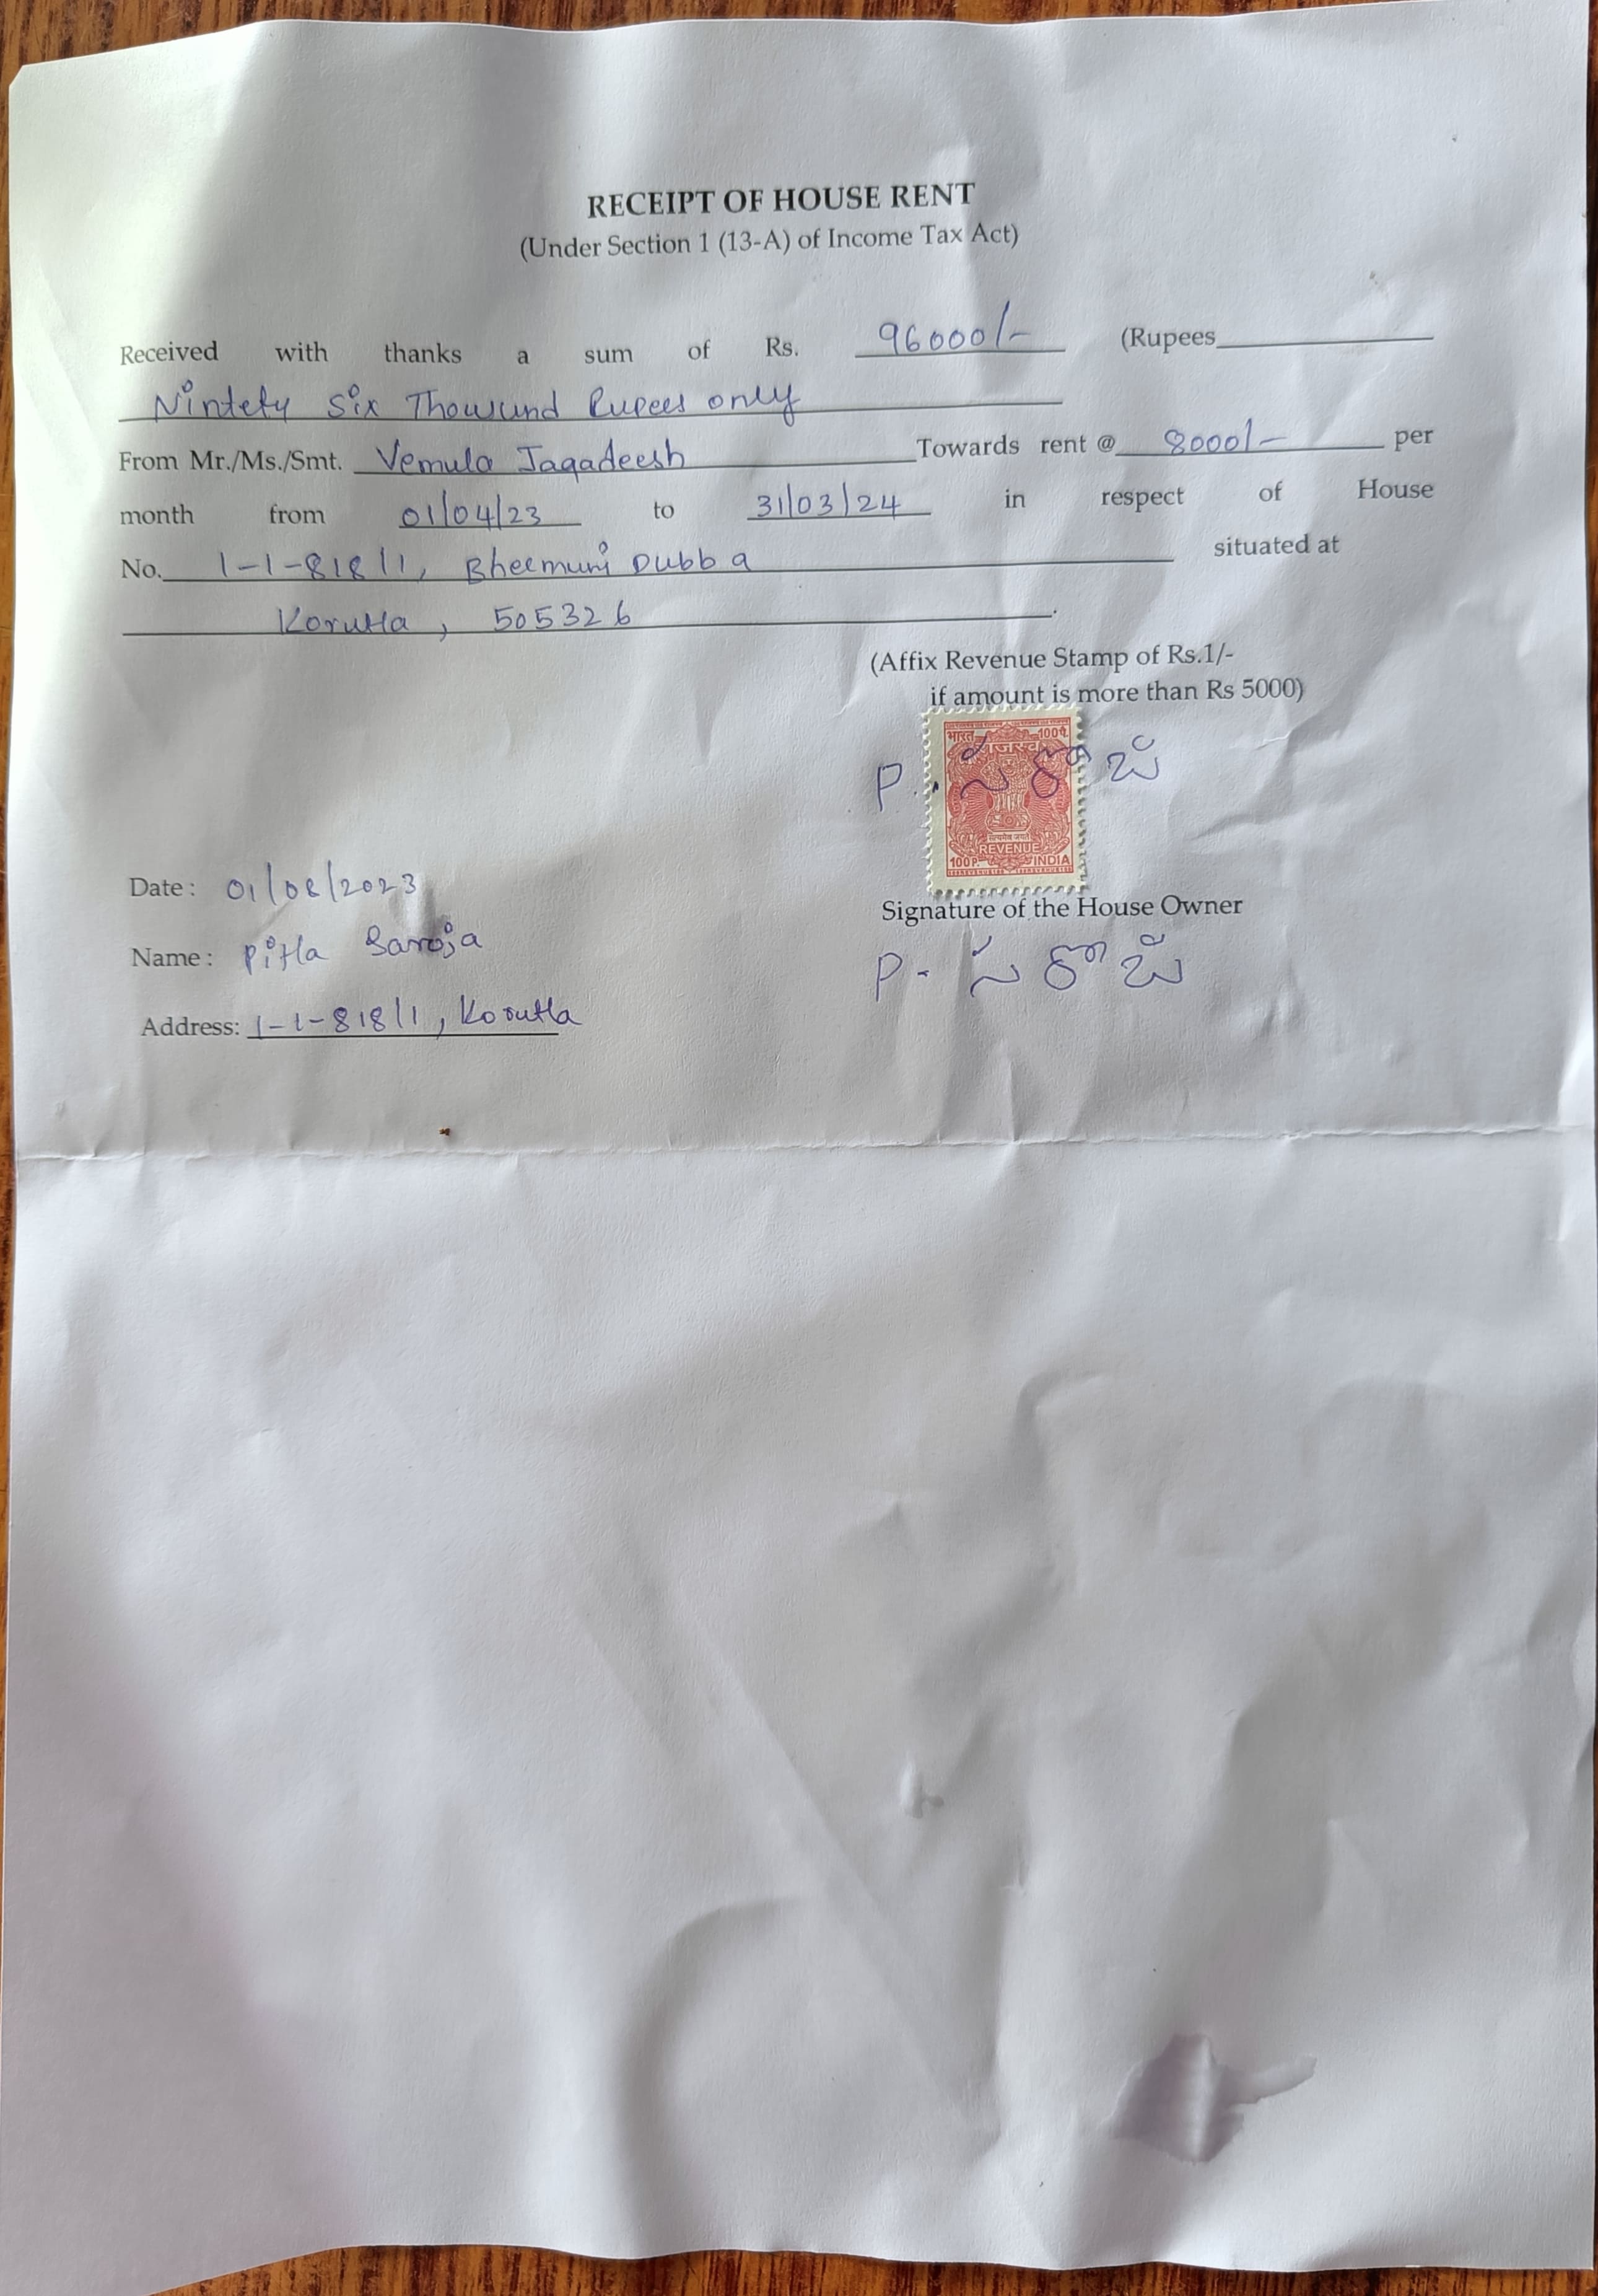 RECEIPT OF HOUSE RENT
(Under Section 1 (13-A) of Income Tax Act)
Received with thanks a sum of Rs. 96000/- (Rupees
Nintety Six Thousand Rupees only
From Mr./Ms./Smt. Vemula Jagadeesh Towards rent @ 8000/- per
month from 01/04/23 to 31/03/24 in respect of House
No. 1-1-818/1, Bheemuni Dubba situated at
Korutla, 505326
(Affix Revenue Stamp of Rs.1/-
if amount is more than Rs 5000)
भारत 100 पै.
राजस्व
P. సరోజ
सत्यमेव जयते
REVENUE
100 P. INDIA
Date : 01/08/2023
Signature of the House Owner
Name : Pitla Saroja
P. సరోజ
Address: 1-1-818/1, Korutla